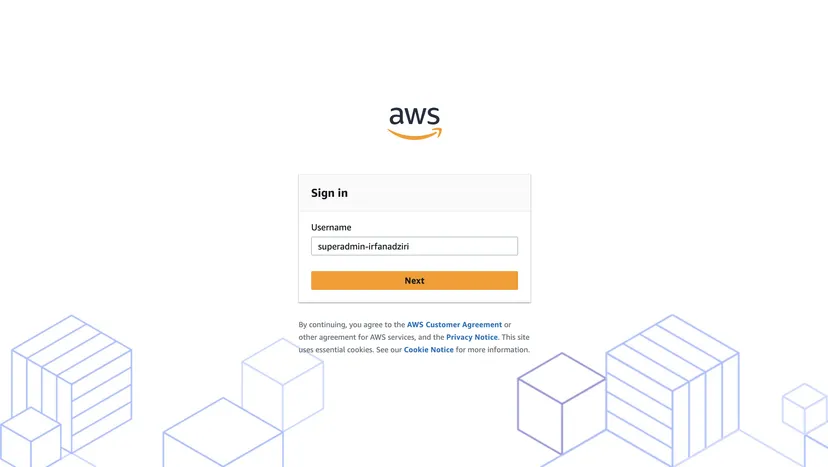 aws
Sign in
Username
superadmin-irfanadziri
Next
By continuing, you agree to the AWS Customer Agreement or
other agreement for AWS services, and the Privacy Notice. This site
uses essential cookies. See our Cookie Notice for more information.